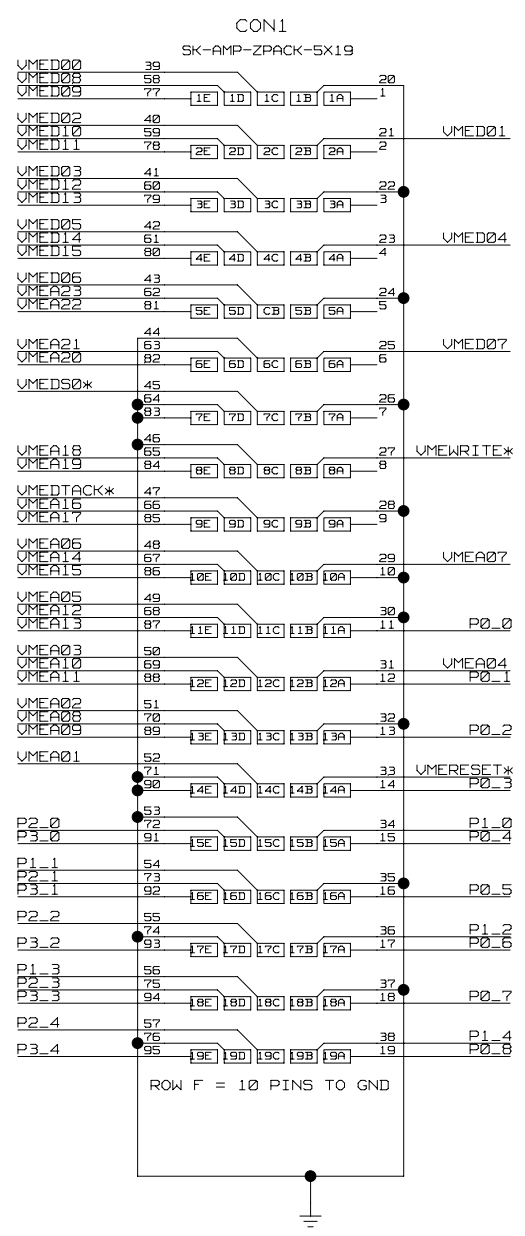 CON1
SK-AMP-ZPACK-5X19
VMED00 39
VMED08 58 20
VMED09 77 1E 1D 1C 1B 1A 1
VMED02 40
VMED10 59 21 VMED01
VMED11 78 2E 2D 2C 2B 2A 2
VMED03 41
VMED12 60 22
VMED13 79 3E 3D 3C 3B 3A 3
VMED05 42
VMED14 61 23 VMED04
VMED15 80 4E 4D 4C 4B 4A 4
VMED06 43
VMEA23 62 24
VMEA22 81 5E 5D CB 5B 5A 5
44
VMEA21 63 25 VMED07
VMEA20 82 6E 6D 6C 6B 6A 6
VMEDS0* 45
64 26
83 7E 7D 7C 7B 7A 7
46
VMEA18 65 27 VMEWRITE*
VMEA19 84 8E 8D 8C 8B 8A 8
VMEDTACK* 47
VMEA16 66 28
VMEA17 85 9E 9D 9C 9B 9A 9
VMEA06 48
VMEA14 67 29 VMEA07
VMEA15 86 10E 10D 10C 10B 10A 10
VMEA05 49
VMEA12 68 30
VMEA13 87 11E 11D 11C 11B 11A 11 P0_0
VMEA03 50
VMEA10 69 31 VMEA04
VMEA11 88 12E 12D 12C 12B 12A 12 P0_1
VMEA02 51
VMEA08 70 32
VMEA09 89 13E 13D 13C 13B 13A 13 P0_2
VMEA01 52
71 33 VMERESET*
90 14E 14D 14C 14B 14A 14 P0_3
53
P2_0 72 34 P1_0
P3_0 91 15E 15D 15C 15B 15A 15 P0_4
P1_1 54
P2_1 73 35
P3_1 92 16E 16D 16C 16B 16A 16 P0_5
P2_2 55
74 36 P1_2
P3_2 93 17E 17D 17C 17B 17A 17 P0_6
P1_3 56
P2_3 75 37
P3_3 94 18E 18D 18C 18B 18A 18 P0_7
P2_4 57
76 38 P1_4
P3_4 95 19E 19D 19C 19B 19A 19 P0_8
ROW F = 10 PINS TO GND